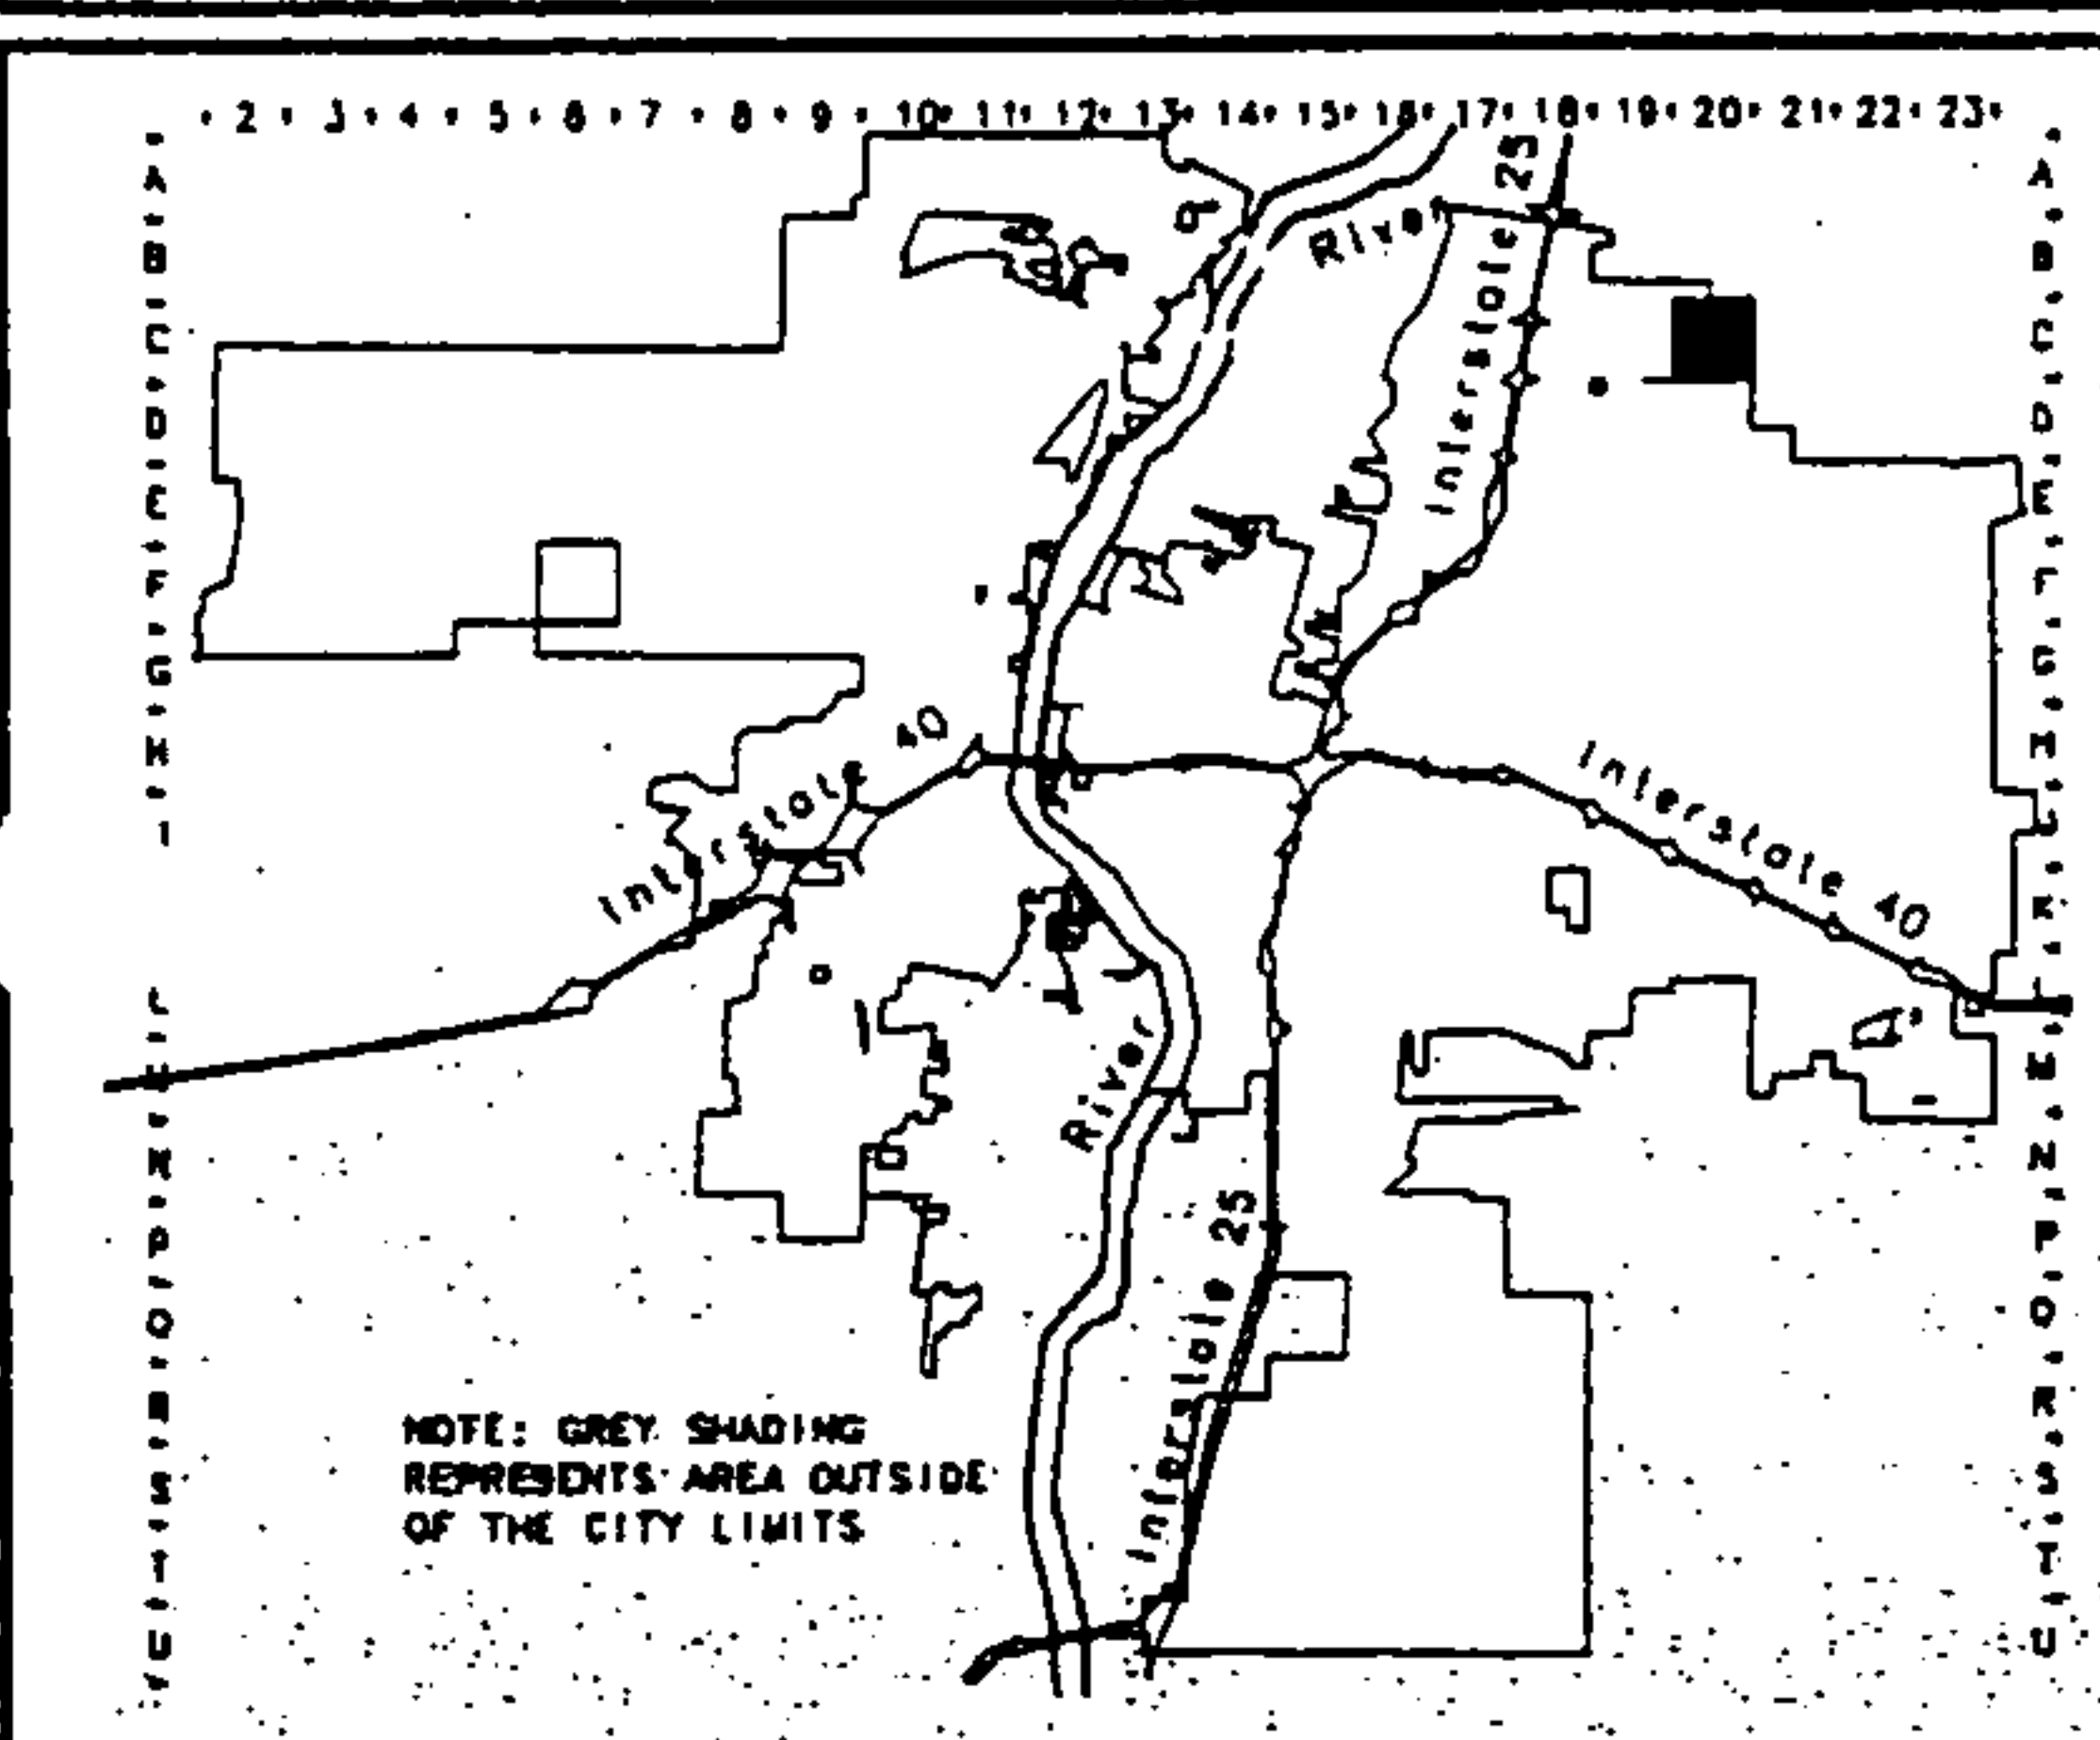 2 3 4 5 6 7 8 9 10 11 12 13 14 15 16 17 18 19 20 21 22 23
A
B
C
D
E
F
G
H
L
M
N
P
Q
R
S
T
U
River
Interstate 25
Interstate 40
Interstate 40
River
Interstate 25
NOTE: GREY SHADING
REPRESENTS AREA OUTSIDE
OF THE CITY LIMITS
A
B
C
D
E
F
G
H
J
K
L
M
N
P
Q
R
S
T
U